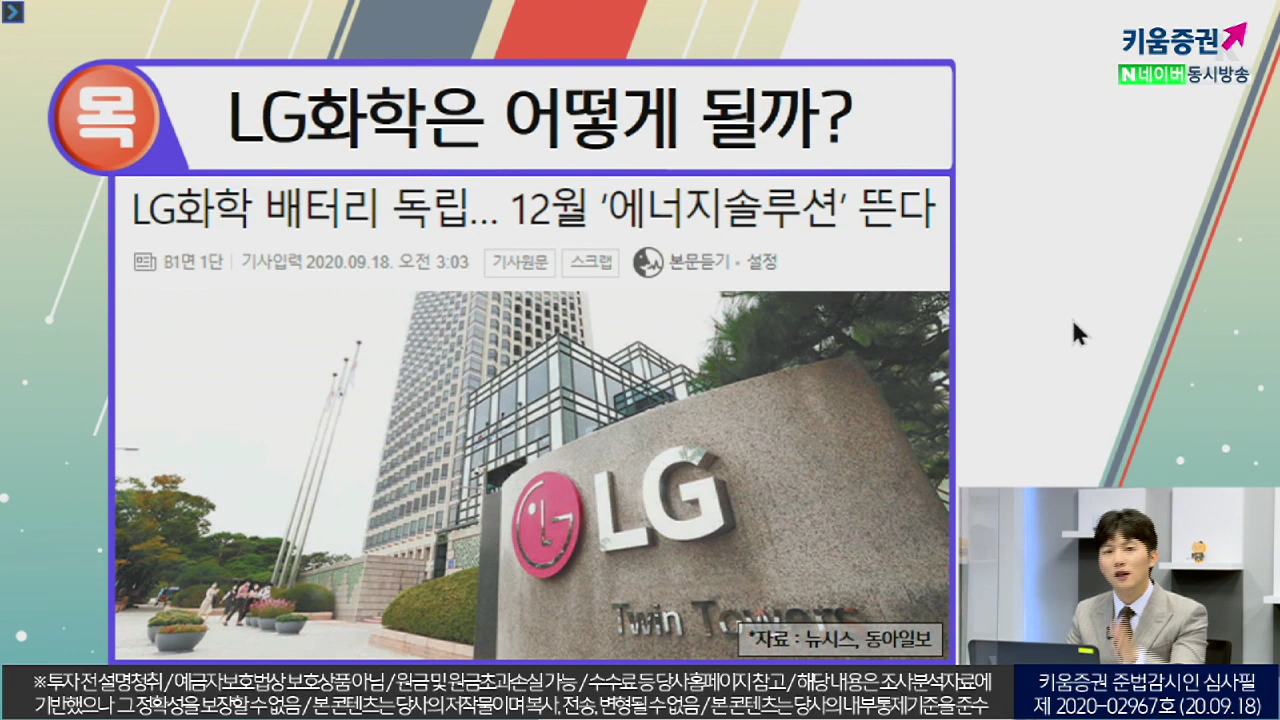 키움증권
N네이버 동시방송
목
LG화학은 어떻게 될까?
LG화학 배터리 독립... 12월 '에너지솔루션' 뜬다
B1면 1단 | 기사입력 2020.09.18. 오전 3:03 기사원문 스크랩 본문듣기 · 설정
LG
Twin Towers
*자료 : 뉴시스, 동아일보
※투자 전 설명청취 / 예금자보호법상 보호상품 아님 / 원금 및 원금초과손실 가능 / 수수료 등 당사홈페이지 참고 / 해당 내용은 조사분석자료에
기반했으나 그 정확성을 보장할 수 없음 / 본 콘텐츠는 당사의 저작물이며 복사, 전송, 변형될 수 없음 / 본 콘텐츠는 당사의 내부통제기준을 준수
키움증권 준법감시인 심사필
제 2020-02967호 (20.09.18)